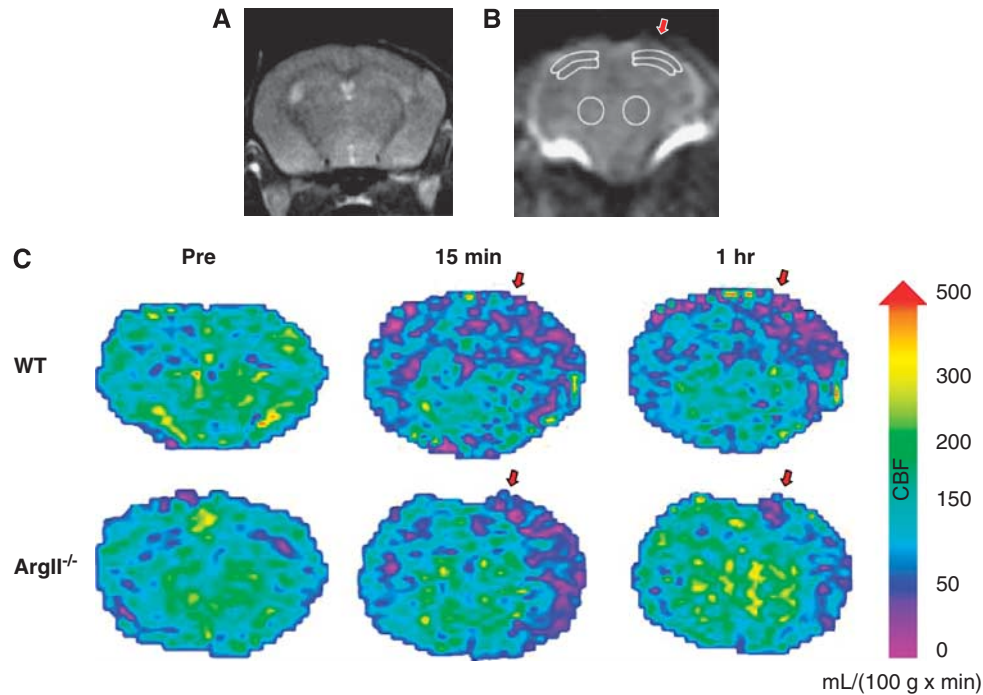 A
B
C
Pre
15 min
1 hr
WT
ArgII-/-
500
300
200
150
50
0
CBF
mL/(100 g x min)